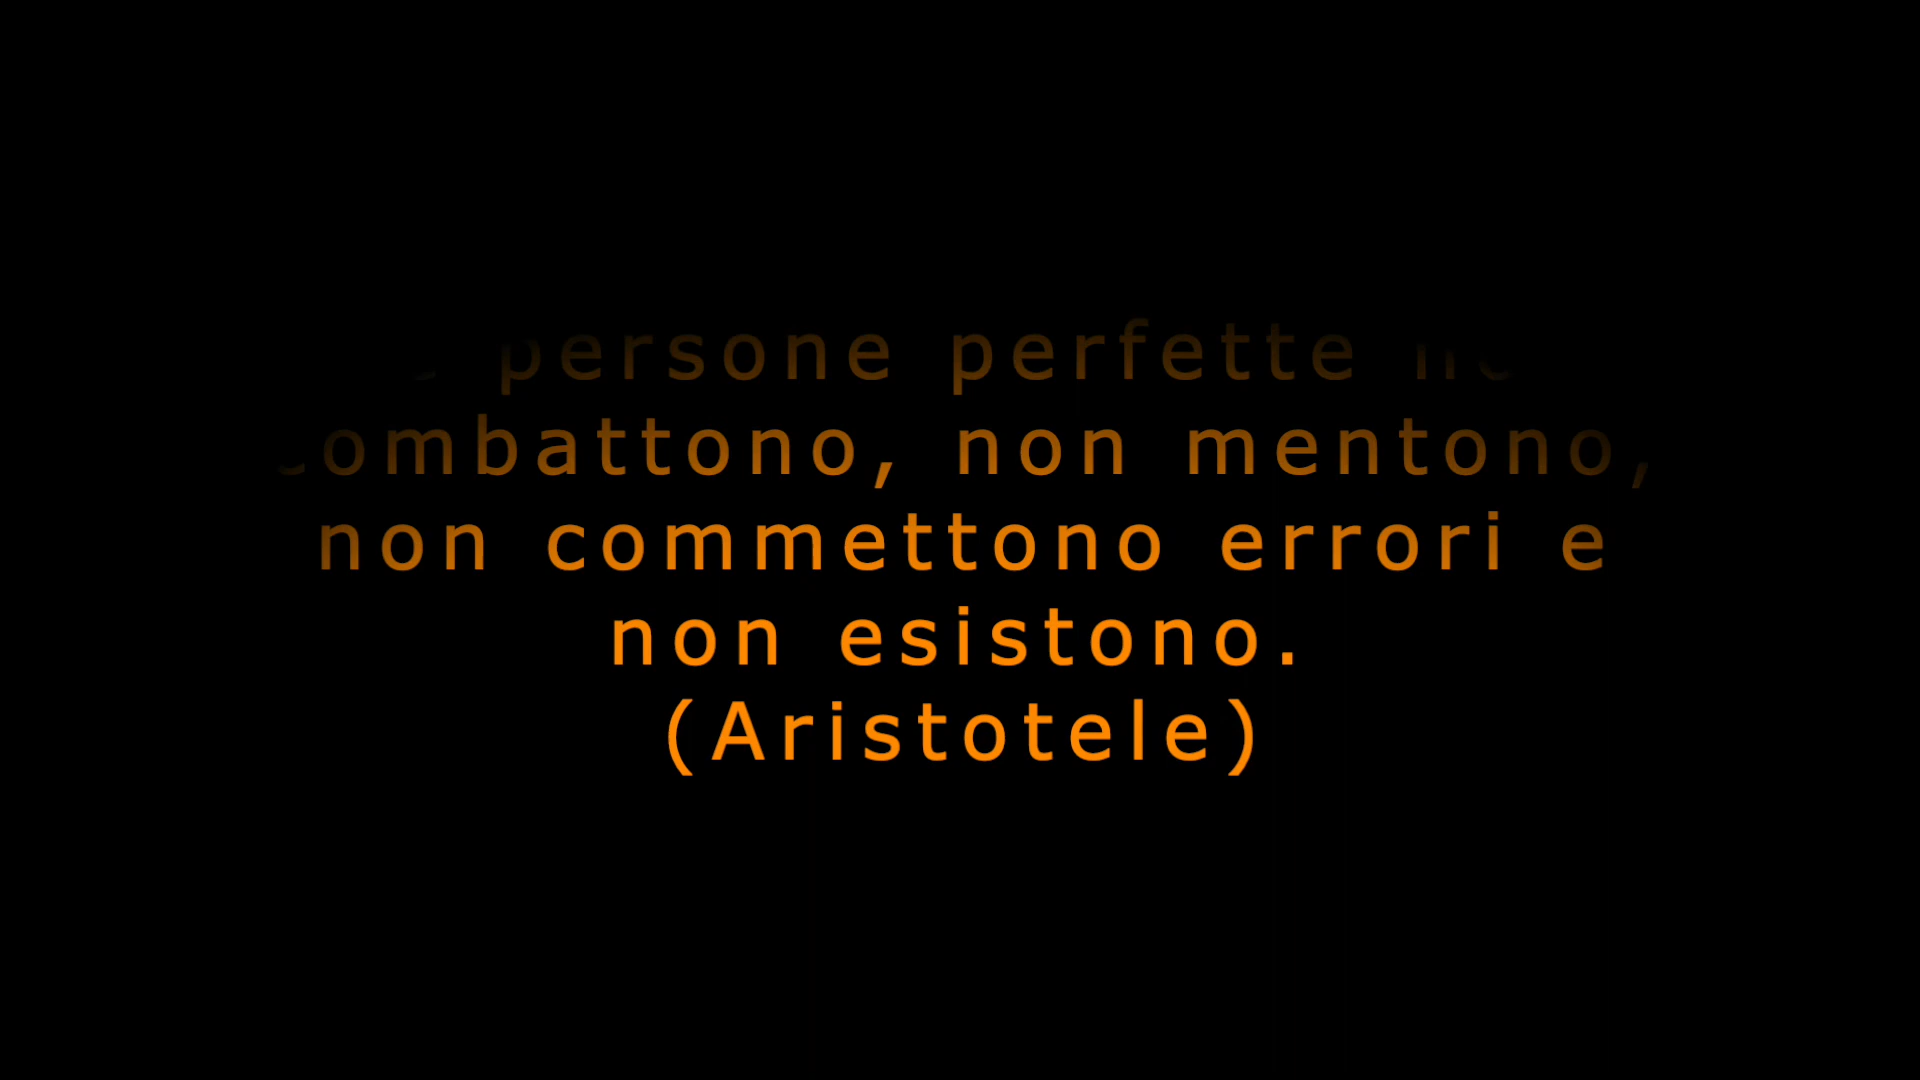 persone perfette
combattono, non mentono,
non commettono errori e
non esistono.
(Aristotele)